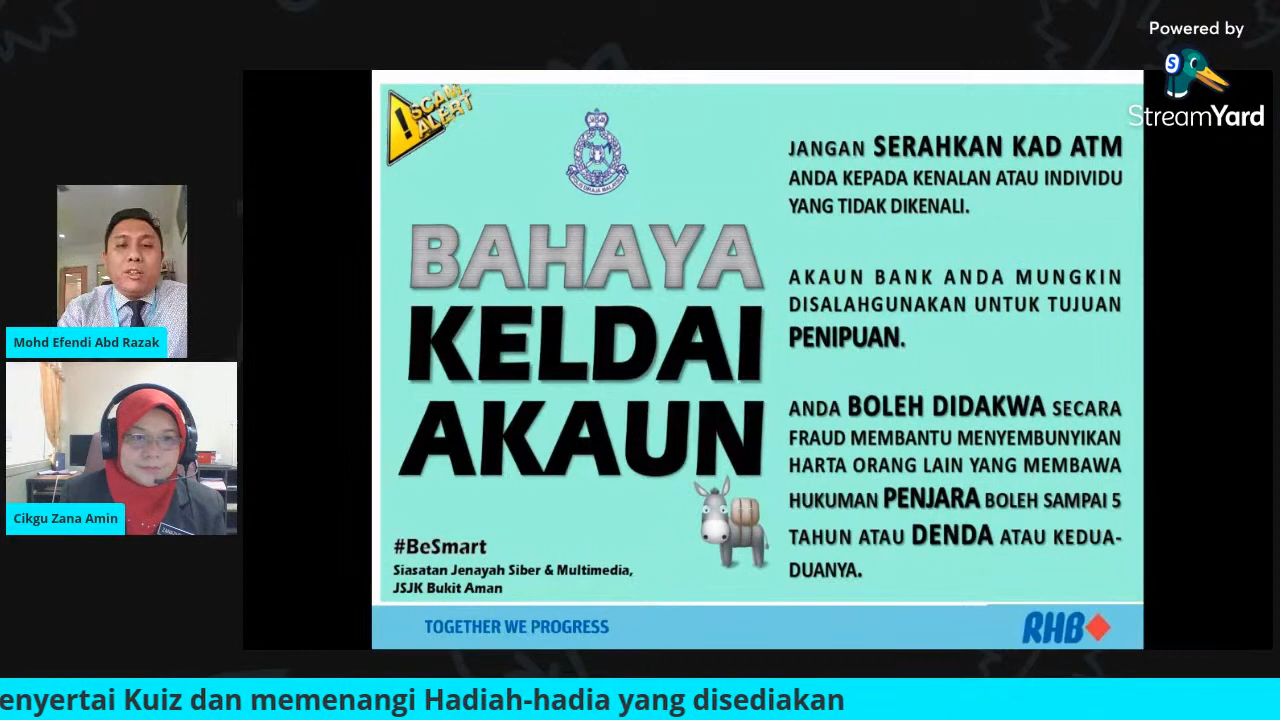 Powered by
StreamYard
SCAM
ALERT
POLIS DIRAJA MALAYSIA
BAHAYA
KELDAI
AKAUN
#BeSmart
Siasatan Jenayah Siber & Multimedia,
JSJK Bukit Aman
JANGAN SERAHKAN KAD ATM
ANDA KEPADA KENALAN ATAU INDIVIDU
YANG TIDAK DIKENALI.
AKAUN BANK ANDA MUNGKIN
DISALAHGUNAKAN UNTUK TUJUAN
PENIPUAN.
ANDA BOLEH DIDAKWA SECARA
FRAUD MEMBANTU MENYEMBUNYIKAN
HARTA ORANG LAIN YANG MEMBAWA
HUKUMAN PENJARA BOLEH SAMPAI 5
TAHUN ATAU DENDA ATAU KEDUA-
DUANYA.
TOGETHER WE PROGRESS
RHB
Mohd Efendi Abd Razak
Cikgu Zana Amin
enyertai Kuiz dan memenangi Hadiah-hadia yang disediakan